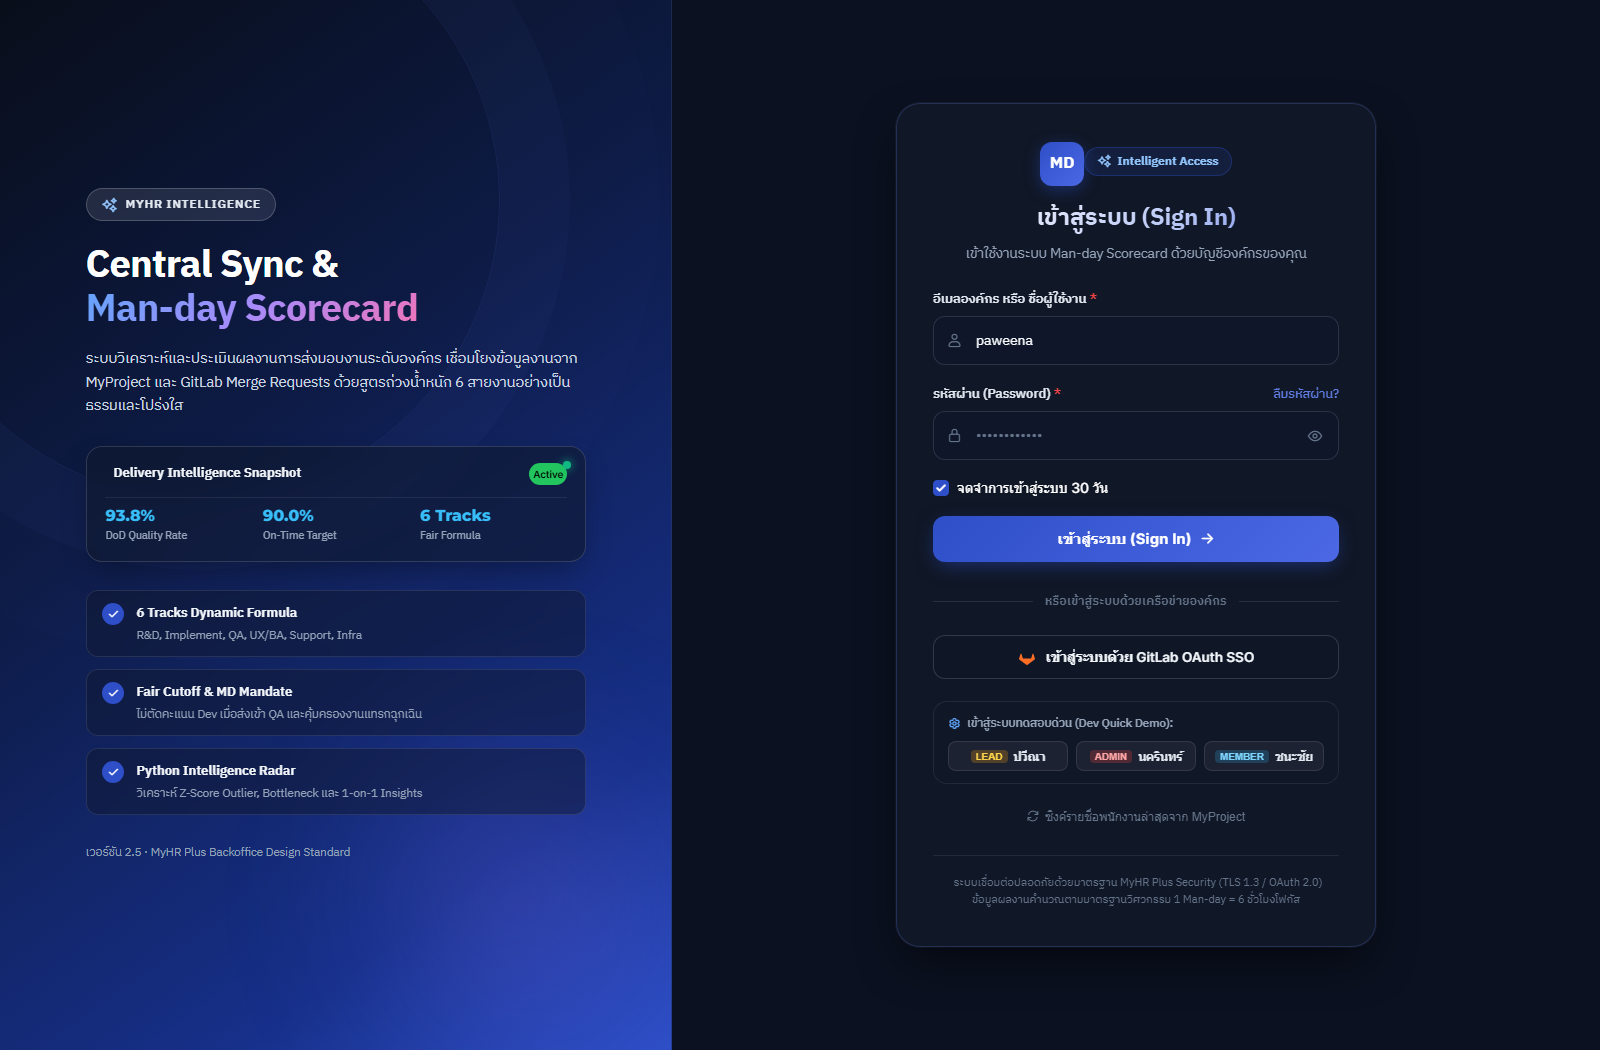 MYHR INTELLIGENCE
Central Sync &
Man-day Scorecard
ระบบวิเคราะห์และประเมินผลงานการส่งมอบงานระดับองค์กร เชื่อมโยงข้อมูลงานจาก
MyProject และ GitLab Merge Requests ด้วยสูตรถ่วงน้ำหนัก 6 สายงานอย่างเป็น
ธรรมและโปร่งใส
Delivery Intelligence Snapshot
Active
93.8%
90.0%
6 Tracks
DoD Quality Rate
On-Time Target
Fair Formula
6 Tracks Dynamic Formula
R&D, Implement, QA, UX/BA, Support, Infra
Fair Cutoff & MD Mandate
ไม่ตัดคะแนน Dev เมื่อส่งเข้า QA และคุ้มครองงานแทรกฉุกเฉิน
Python Intelligence Radar
วิเคราะห์ Z-Score Outlier, Bottleneck และ 1-on-1 Insights
เวอร์ชัน 2.5 • MyHR Plus Backoffice Design Standard
MD
Intelligent Access
เข้าสู่ระบบ (Sign In)
เข้าใช้งานระบบ Man-day Scorecard ด้วยบัญชีองค์กรของคุณ
อีเมลองค์กร หรือ ชื่อผู้ใช้งาน *
paweena
รหัสผ่าน (Password) *
ลืมรหัสผ่าน?
••••••••••••
จดจำการเข้าสู่ระบบ 30 วัน
เข้าสู่ระบบ (Sign In)
หรือเข้าสู่ระบบด้วยเครือข่ายองค์กร
เข้าสู่ระบบด้วย GitLab OAuth SSO
เข้าสู่ระบบทดสอบด่วน (Dev Quick Demo):
LEAD ปวีณา
ADMIN นครินทร์
MEMBER ชนะชัย
ซิงค์รายชื่อพนักงานล่าสุดจาก MyProject
ระบบเชื่อมต่อปลอดภัยด้วยมาตรฐาน MyHR Plus Security (TLS 1.3 / OAuth 2.0)
ข้อมูลผลงานคำนวณตามมาตรฐานวิศวกรรม 1 Man-day = 6 ชั่วโมงโฟกัส